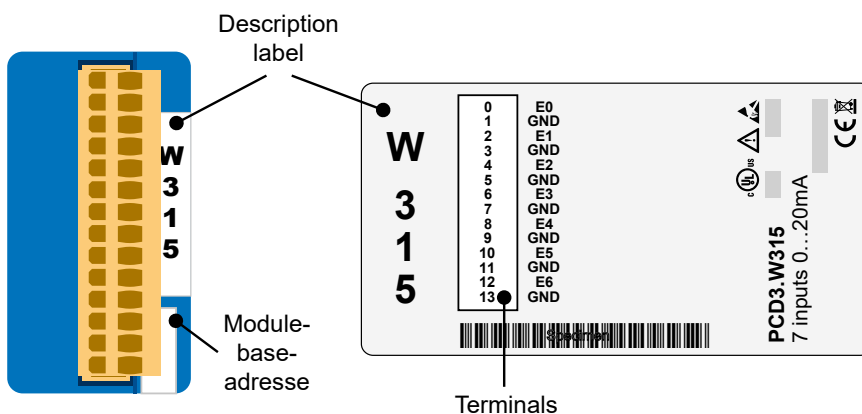 Description
label
W
3
1
5
Module-
base-
adresse
W
3
1
5
0 E0
1 GND
2 E1
3 GND
4 E2
5 GND
6 E3
7 GND
8 E4
9 GND
10 E5
11 GND
12 E6
13 GND
Specimen
Terminals
PCD3.W315
7 inputs 0...20mA
c UL US
CE